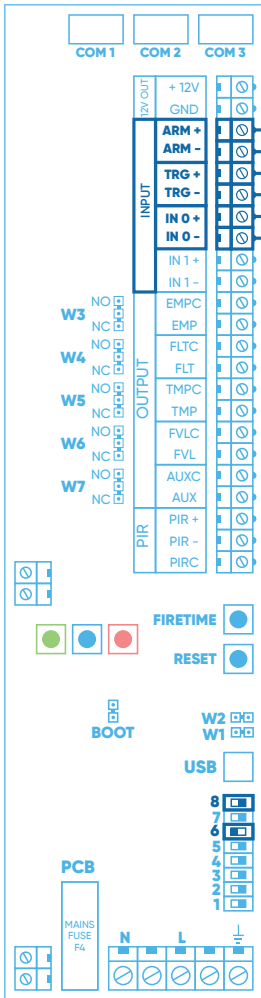 COM 1 COM 2 COM 3
12V OUT
+ 12V
GND
INPUT
ARM +
ARM -
TRG +
TRG -
IN 0 +
IN 0 -
IN 1 +
IN 1 -
OUTPUT
EMPC
EMP
FLTC
FLT
TMPC
TMP
FVLC
FVL
AUXC
AUX
PIR
PIR +
PIR -
PIRC
W3 NO
NC
W4 NO
NC
W5 NO
NC
W6 NO
NC
W7 NO
NC
FIRETIME
RESET
BOOT
W2
W1
USB
8
7
6
5
4
3
2
1
PCB
MAINS
FUSE
F4
N L